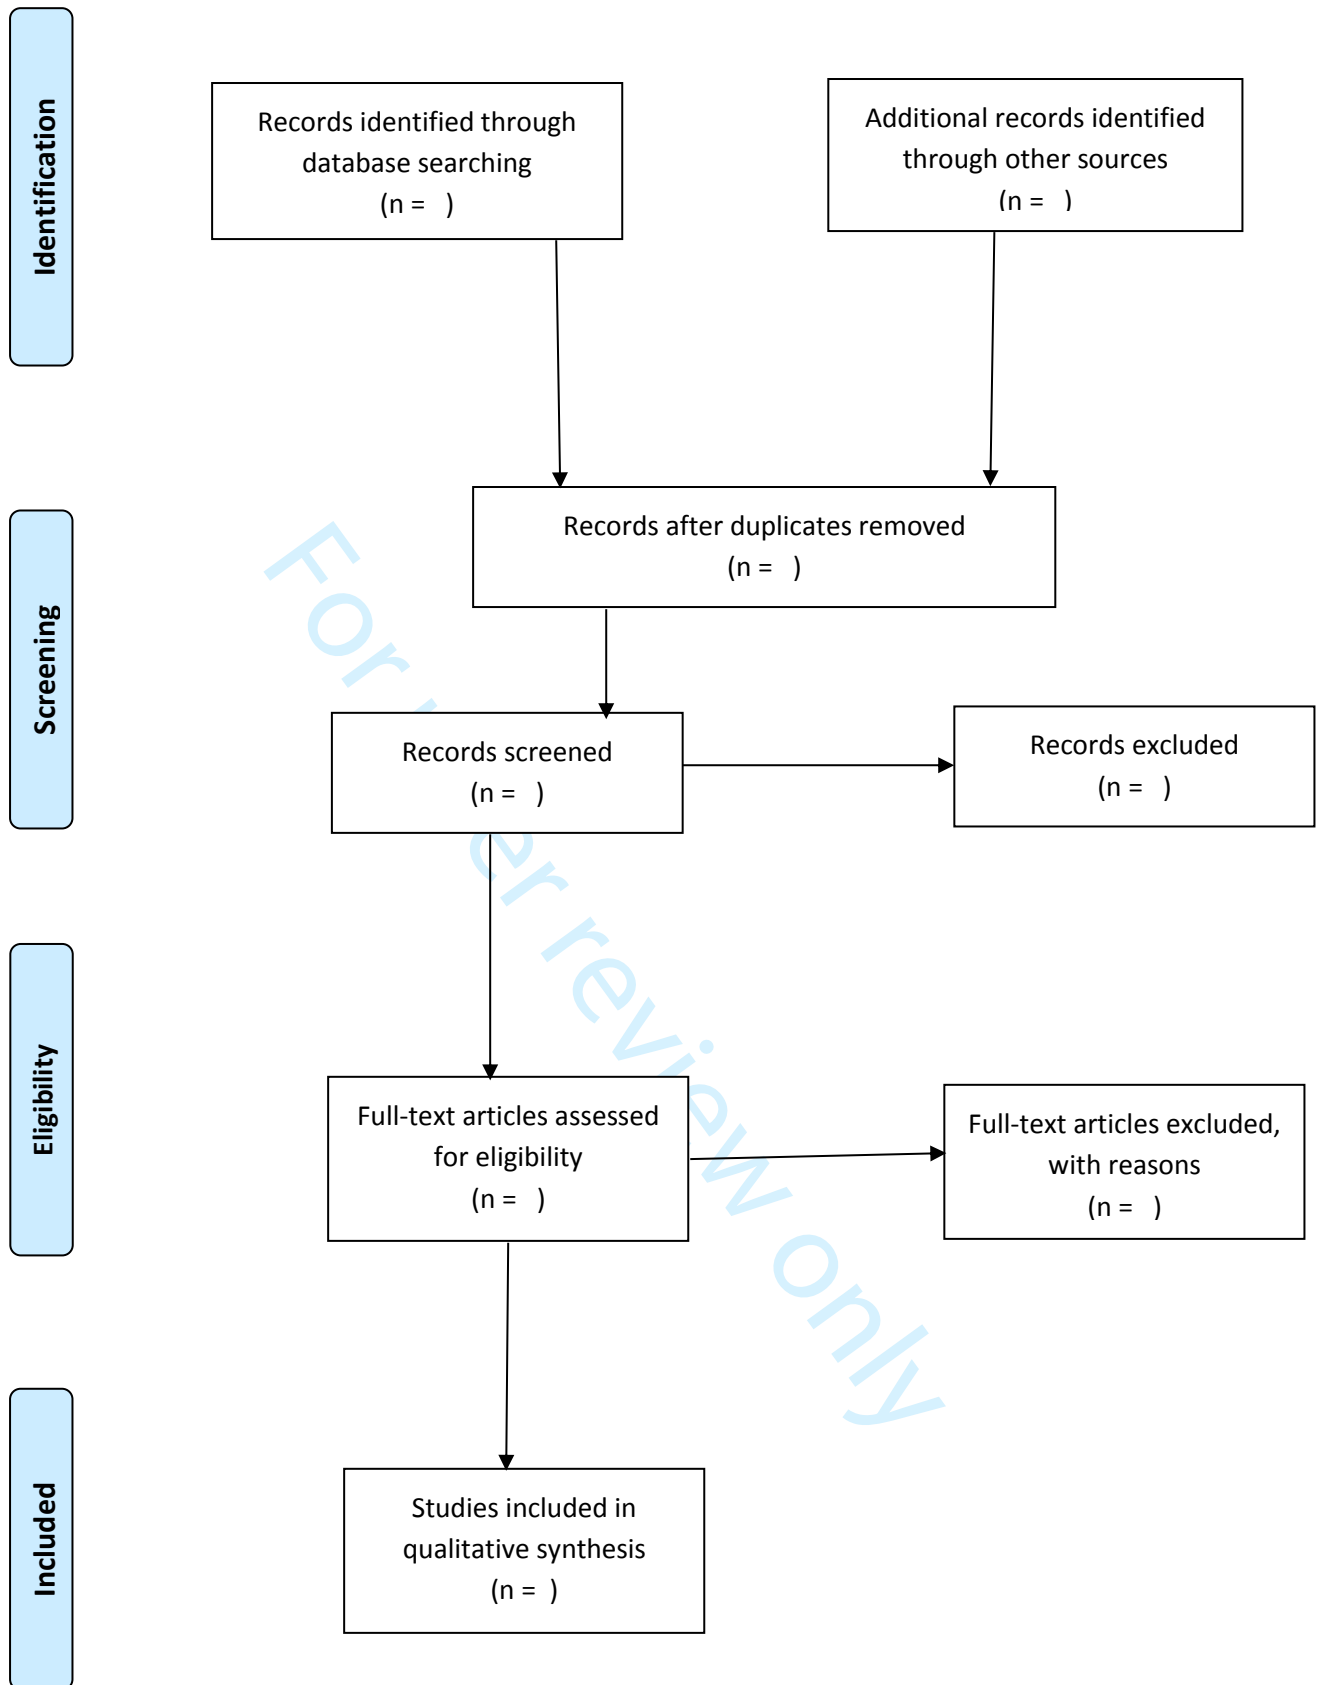 Identification
Records identified through
database searching
(n =   )
Additional records identified
through other sources
(n =   )
Screening
Records after duplicates removed
(n =   )
Records screened
(n =   )
Records excluded
(n =   )
Eligibility
Full-text articles assessed
for eligibility
(n =   )
Full-text articles excluded,
with reasons
(n =   )
Included
Studies included in
qualitative synthesis
(n =  )
For peer review only